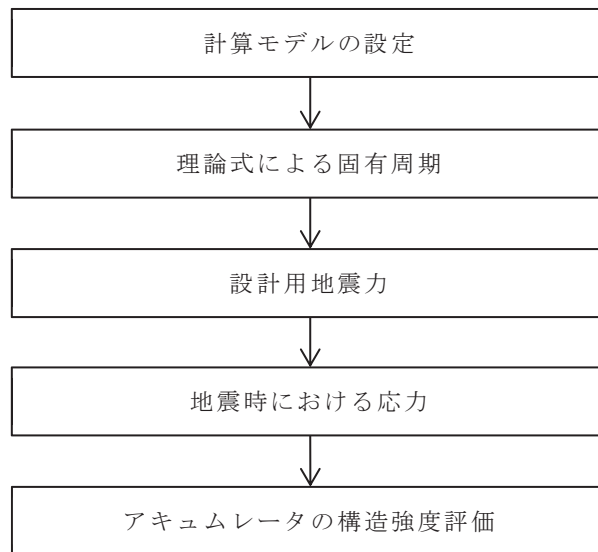 計算モデルの設定
理論式による固有周期
設計用地震力
地震時における応力
アキュムレータの構造強度評価